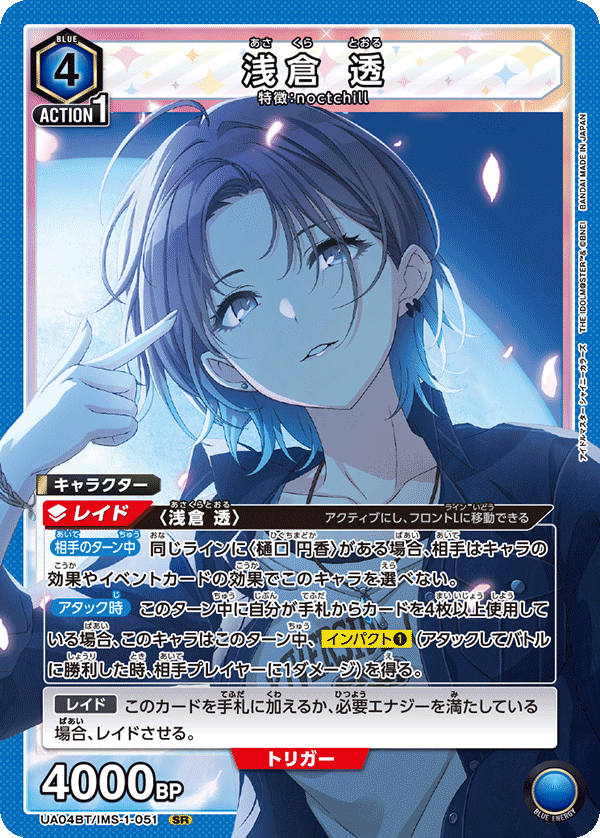 BLUE
4
ACTION 1
あさ くら とおる
浅倉 透
特徴:noctchill
アイドルマスター シャイニーカラーズ THE IDOLM@STER™& ©BNEI BANDAI MADE IN JAPAN
キャラクター
レイド 〈浅倉 透〉 アクティブにし、フロントLに移動できる
相手のターン中 同じラインに〈樋口 円香〉がある場合、相手はキャラの
効果やイベントカードの効果でこのキャラを選べない。
アタック時 このターン中に自分が手札からカードを4枚以上使用して
いる場合、このキャラはこのターン中、インパクト❶(アタックしてバトル
に勝利した時、相手プレイヤーに1ダメージ)を得る。
レイド このカードを手札に加えるか、必要エナジーを満たしている
場合、レイドさせる。
トリガー
4000BP
UA04BT/IMS-1-051 SR
BLUE ENERGY